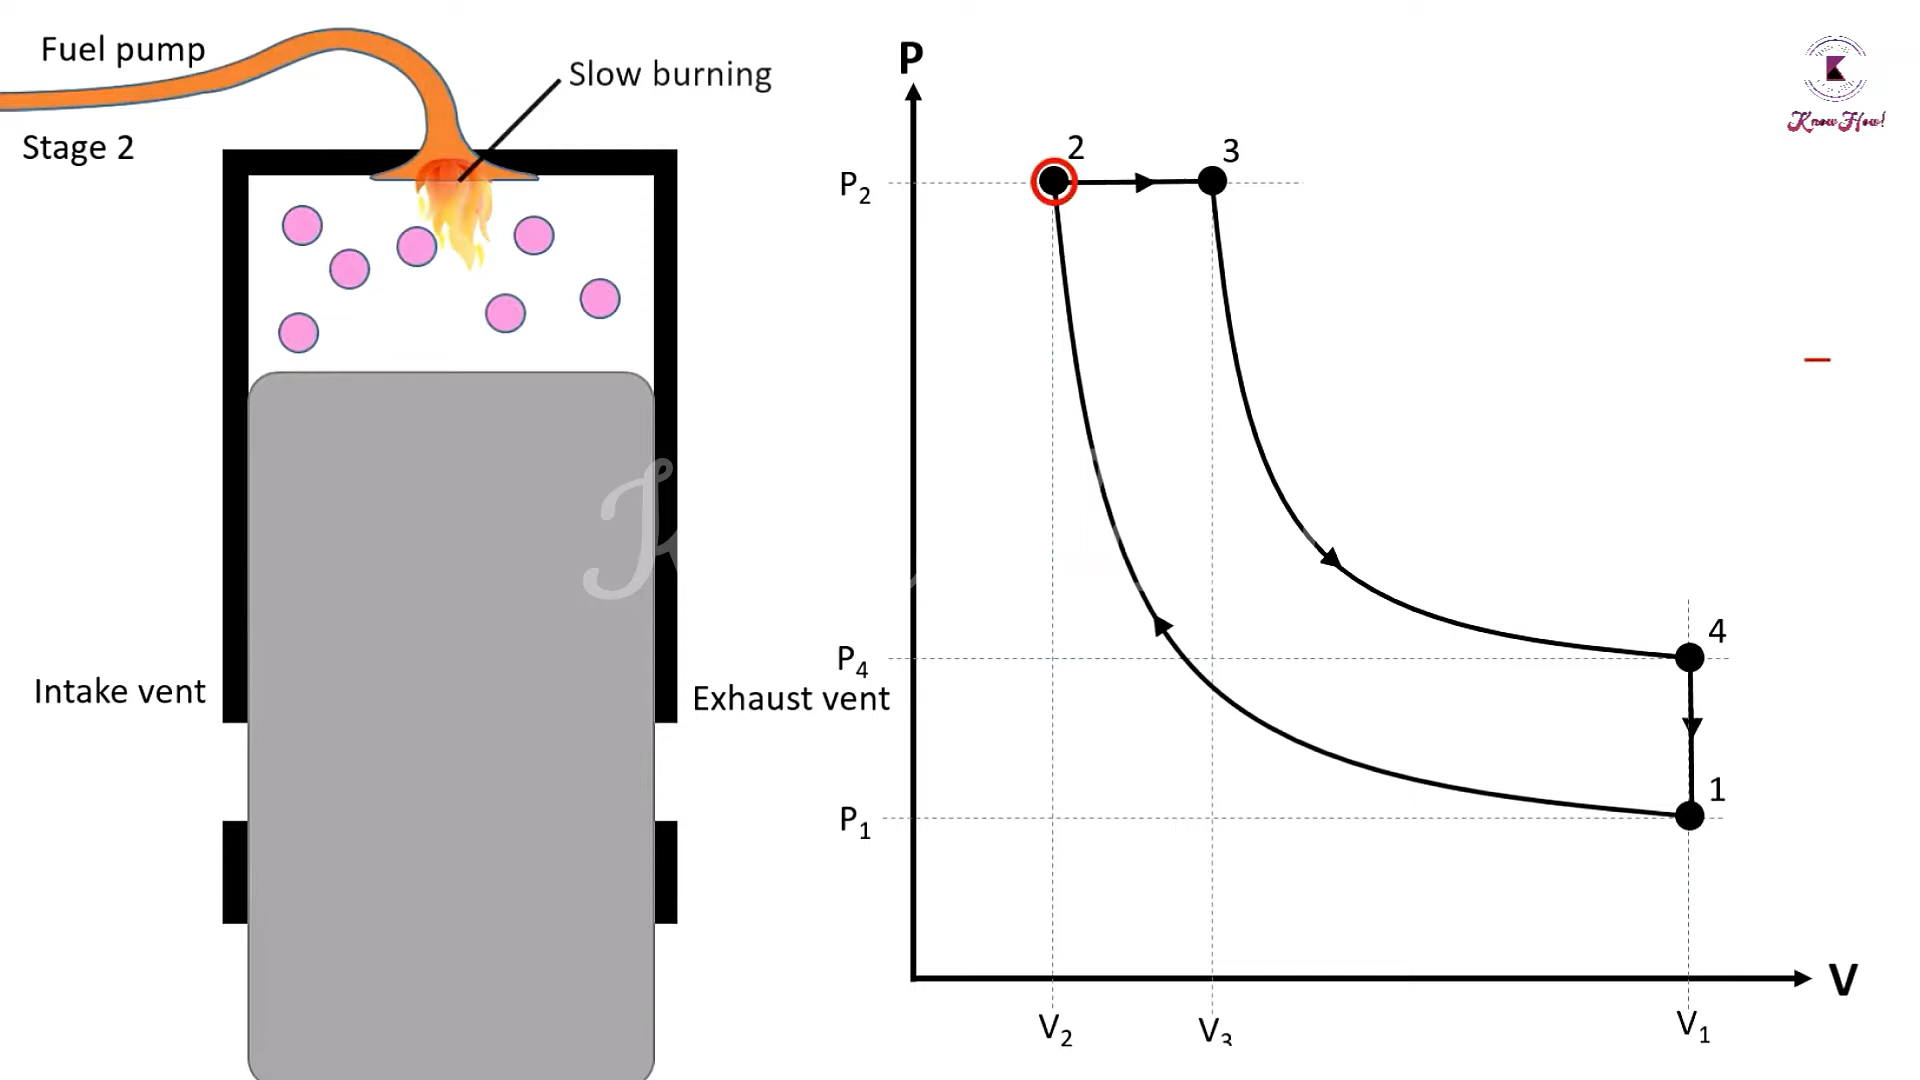 Fuel pump
Slow burning
Stage 2
Intake vent
Exhaust vent
P
2
3
P2
4
P4
1
P1
V
V2
V3
V1
Know How!